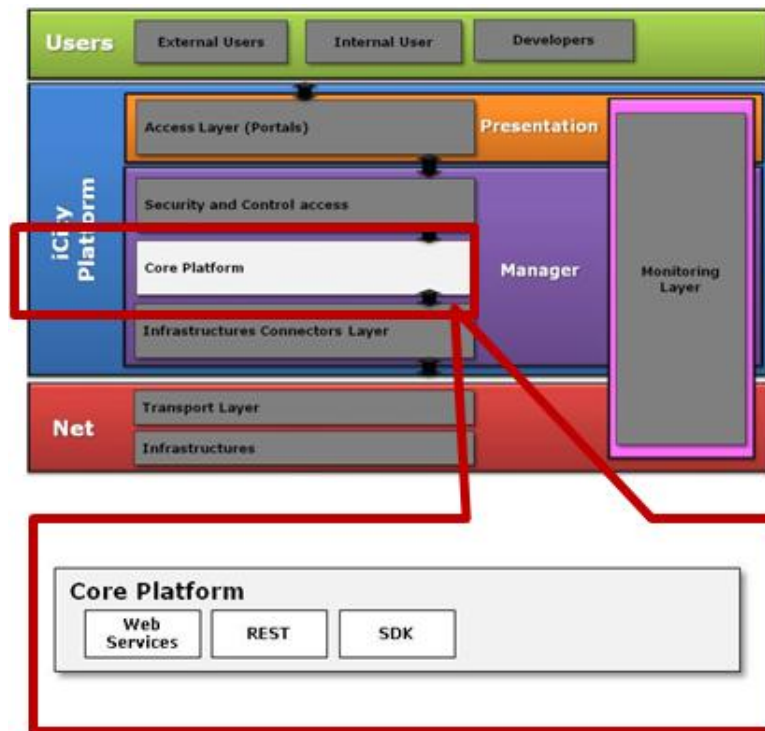 Users
External Users
Internal User
Developers
iCity
Platform
Access Layer (Portals)
Presentation
Security and Control access
Core Platform
Manager
Infrastructures Connectors Layer
Monitoring
Layer
Net
Transport Layer
Infrastructures
Core Platform
Web
Services
REST
SDK